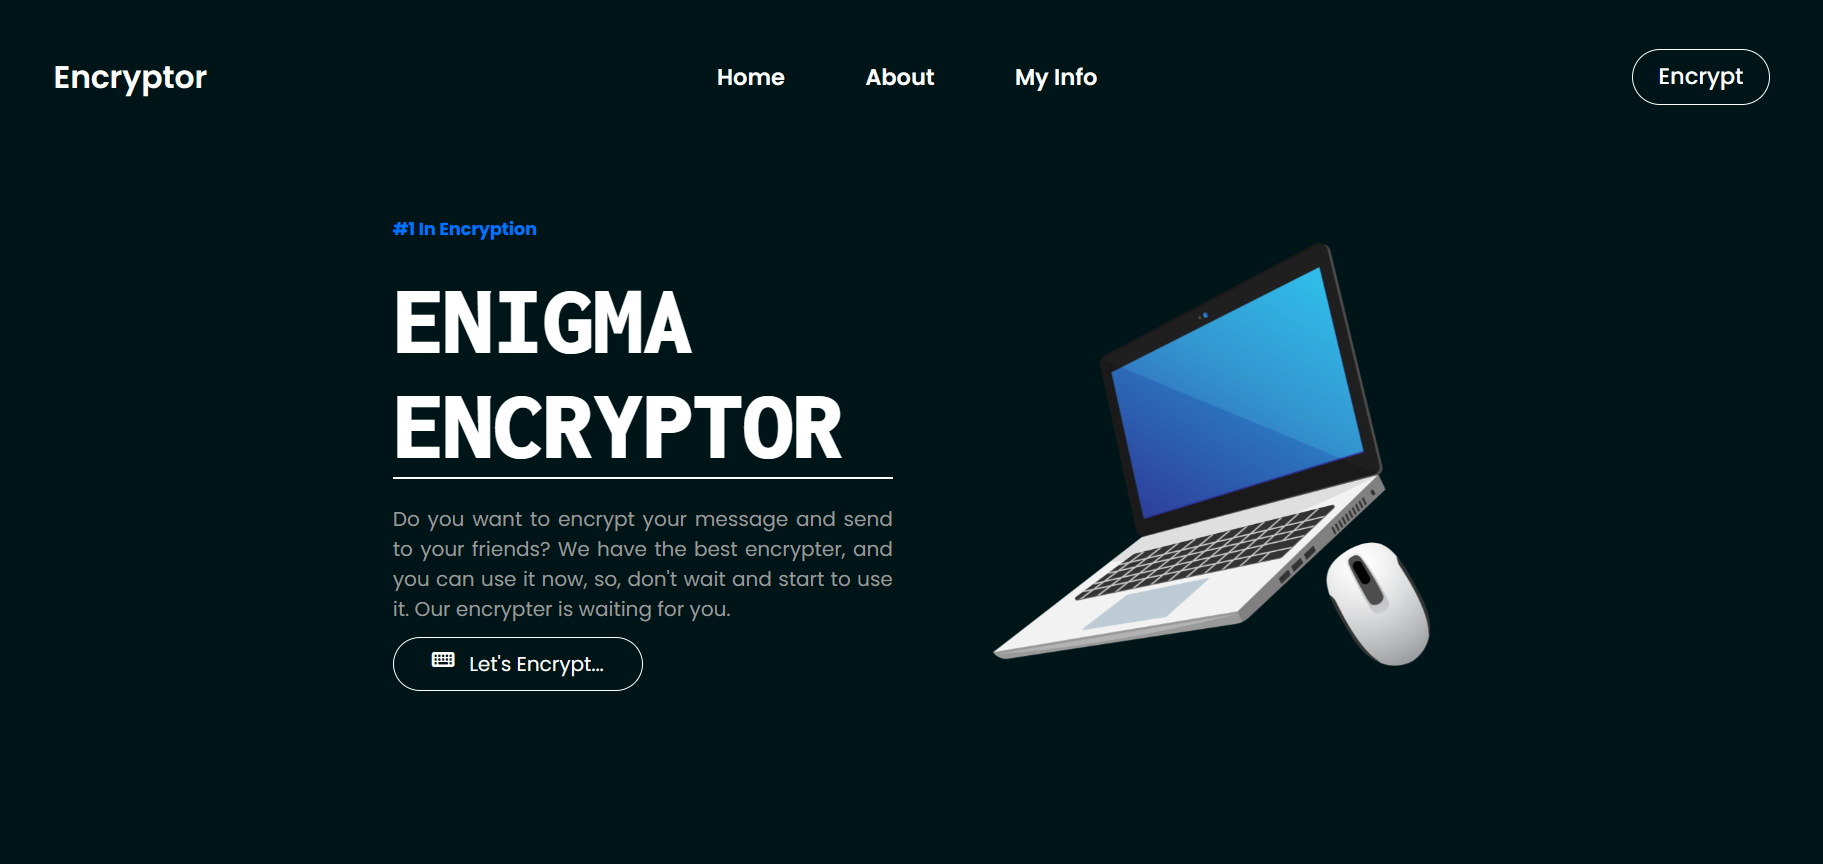 Encryptor
Home
About
My Info
Encrypt
#1 In Encryption
ENIGMA
ENCRYPTOR
Do you want to encrypt your message and send
to your friends? We have the best encrypter, and
you can use it now, so, don't wait and start to use
it. Our encrypter is waiting for you.
Let's Encrypt...